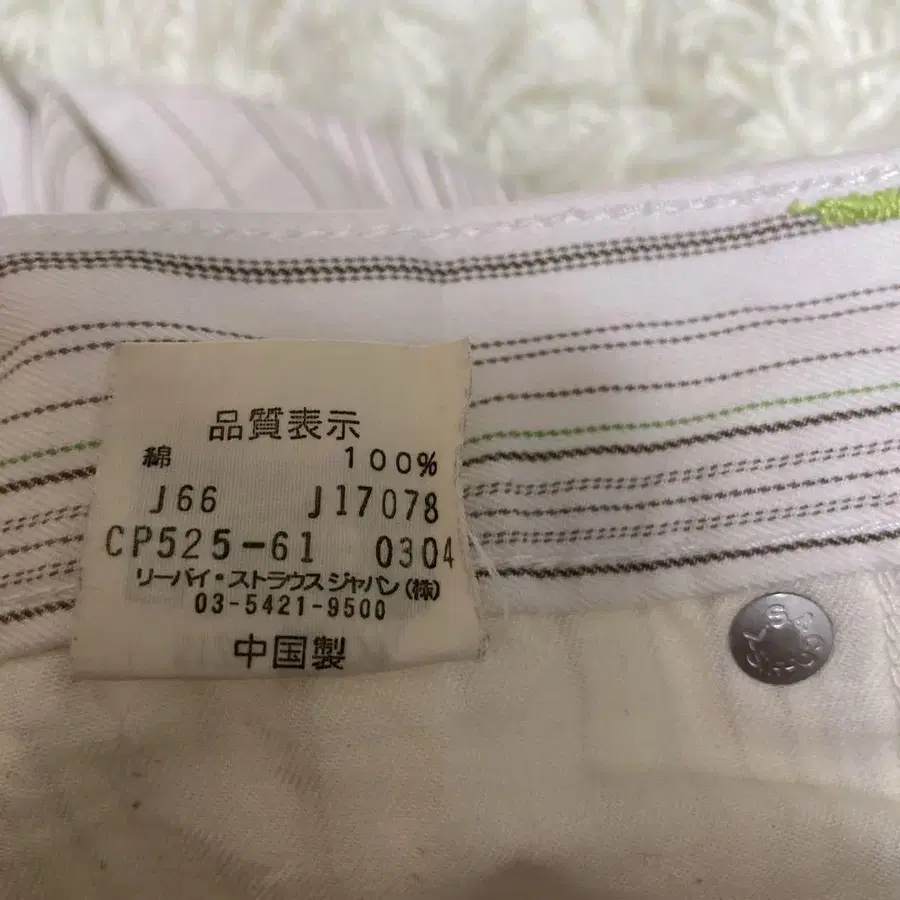 品質表示
綿 100%
J66 J17078
CP525-61 0304
リーバイ・ストラウス ジャパン(株)
03-5421-9500
中国製